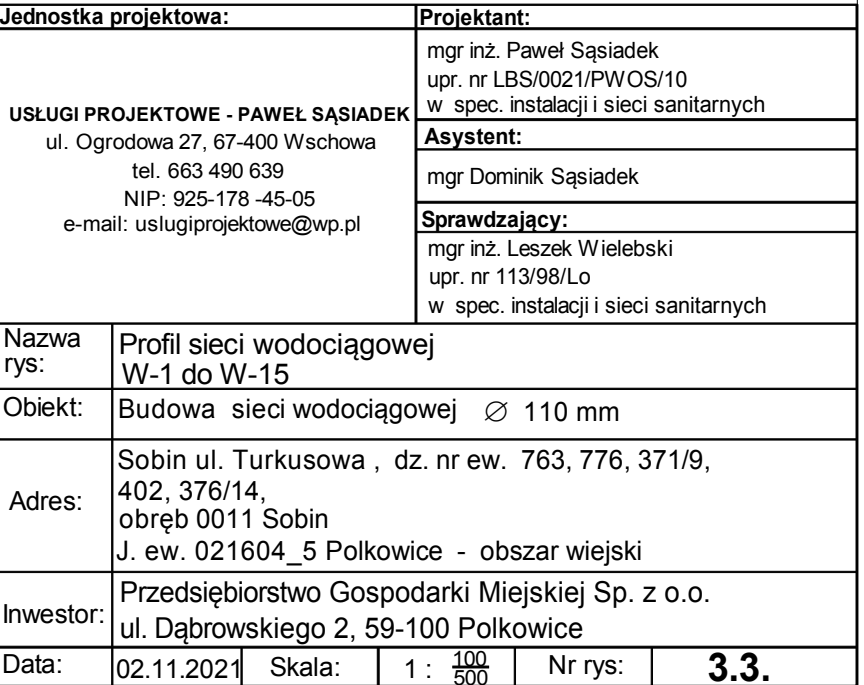 Jednostka projektowa:
USŁUGI PROJEKTOWE - PAWEŁ SĄSIADEK
ul. Ogrodowa 27, 67-400 Wschowa
tel. 663 490 639
NIP: 925-178 -45-05
e-mail: uslugiprojektowe@wp.pl
Projektant:
mgr inż. Paweł Sąsiadek
upr. nr LBS/0021/PWOS/10
w spec. instalacji i sieci sanitarnych
Asystent:
mgr Dominik Sąsiadek
Sprawdzający:
mgr inż. Leszek Wielebski
upr. nr 113/98/Lo
w spec. instalacji i sieci sanitarnych
Nazwa rys:
Profil sieci wodociągowej
W-1 do W-15
Obiekt: Budowa sieci wodociągowej ∅ 110 mm
Adres:
Sobin ul. Turkusowa , dz. nr ew. 763, 776, 371/9,
402, 376/14,
obręb 0011 Sobin
J. ew. 021604_5 Polkowice - obszar wiejski
Inwestor:
Przedsiębiorstwo Gospodarki Miejskiej Sp. z o.o.
ul. Dąbrowskiego 2, 59-100 Polkowice
Data: 02.11.2021 Skala: 1 : 100/500 Nr rys: 3.3.